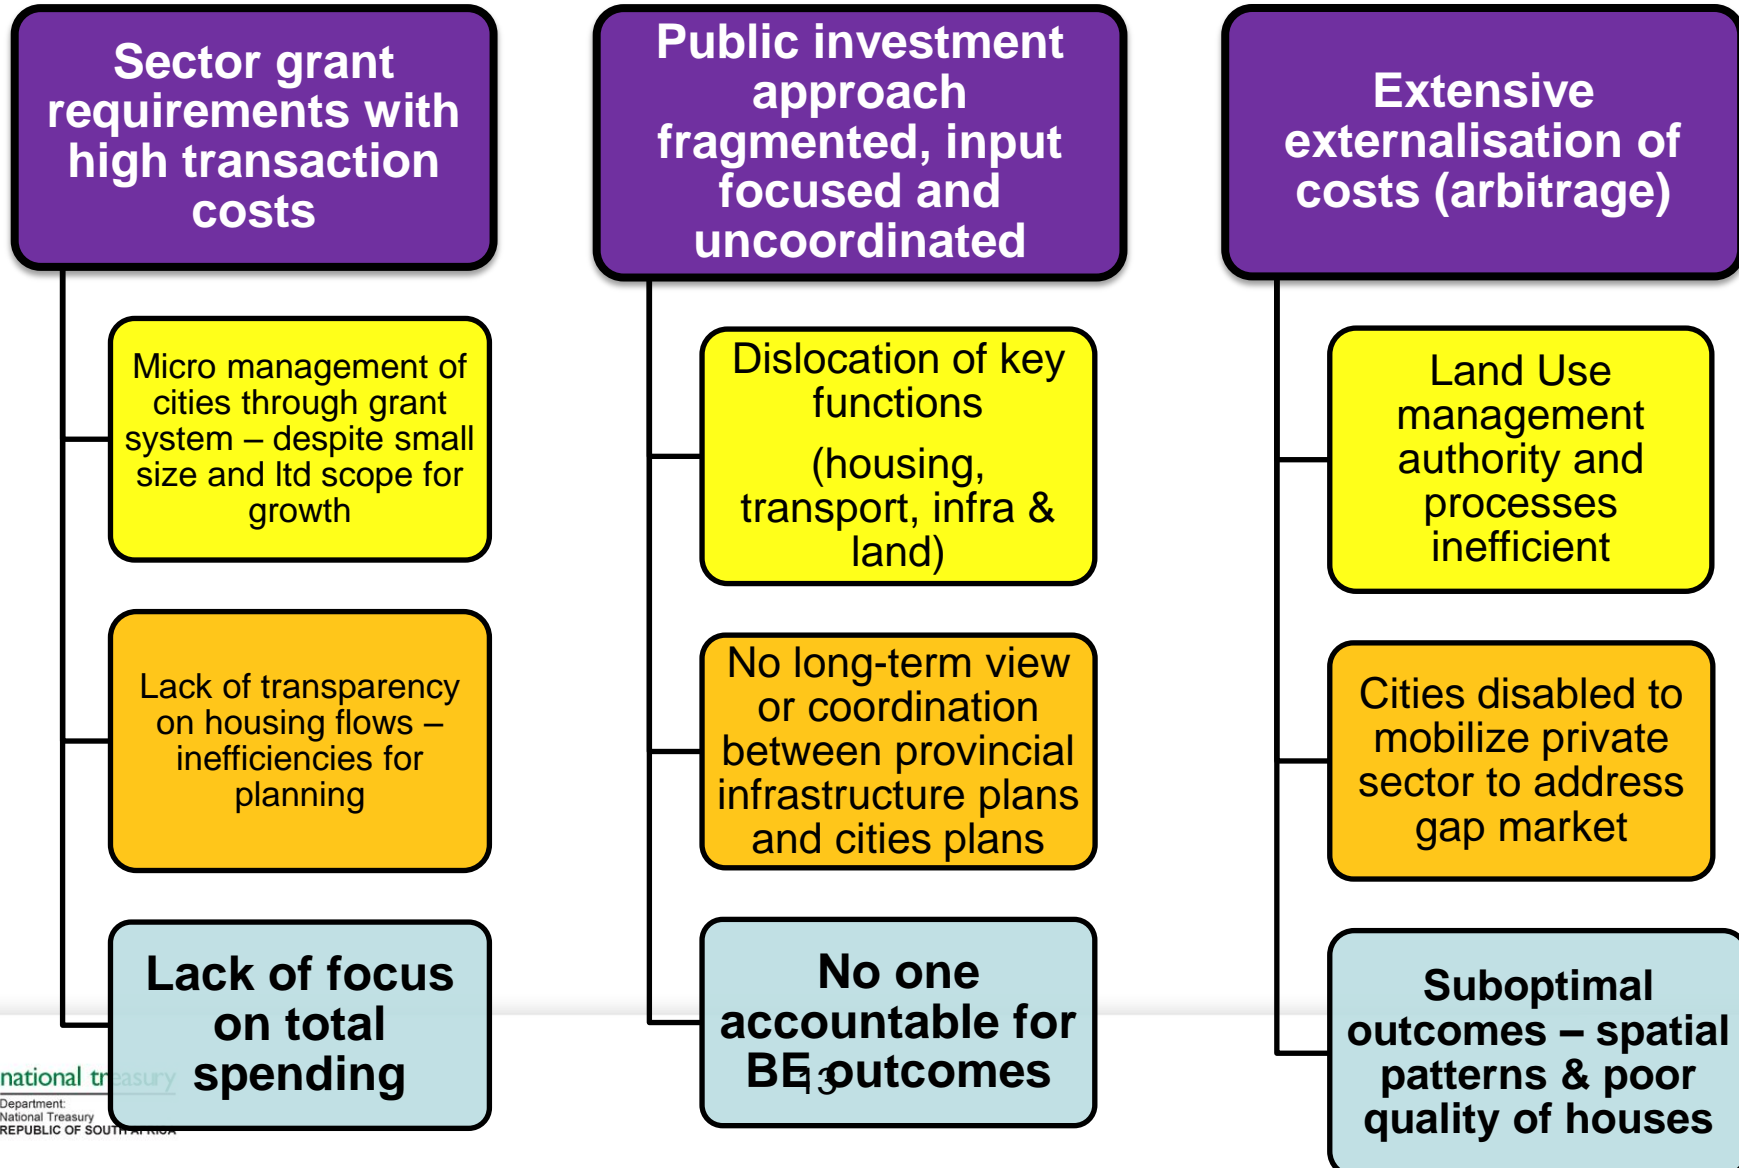 Sector grant
requirements with
high transaction
costs
Micro management of
cities through grant
system – despite small
size and ltd scope for
growth
Lack of transparency
on housing flows –
inefficiencies for
planning
Lack of focus
on total
spending
Public investment
approach
fragmented, input
focused and
uncoordinated
Dislocation of key
functions
(housing,
transport, infra &
land)
No long-term view
or coordination
between provincial
infrastructure plans
and cities plans
No one
accountable for
BE outcomes
13
Extensive
externalisation of
costs (arbitrage)
Land Use
management
authority and
processes
inefficient
Cities disabled to
mobilize private
sector to address
gap market
Suboptimal
outcomes – spatial
patterns & poor
quality of houses
national treasury
Department:
National Treasury
REPUBLIC OF SOUTH AFRICA